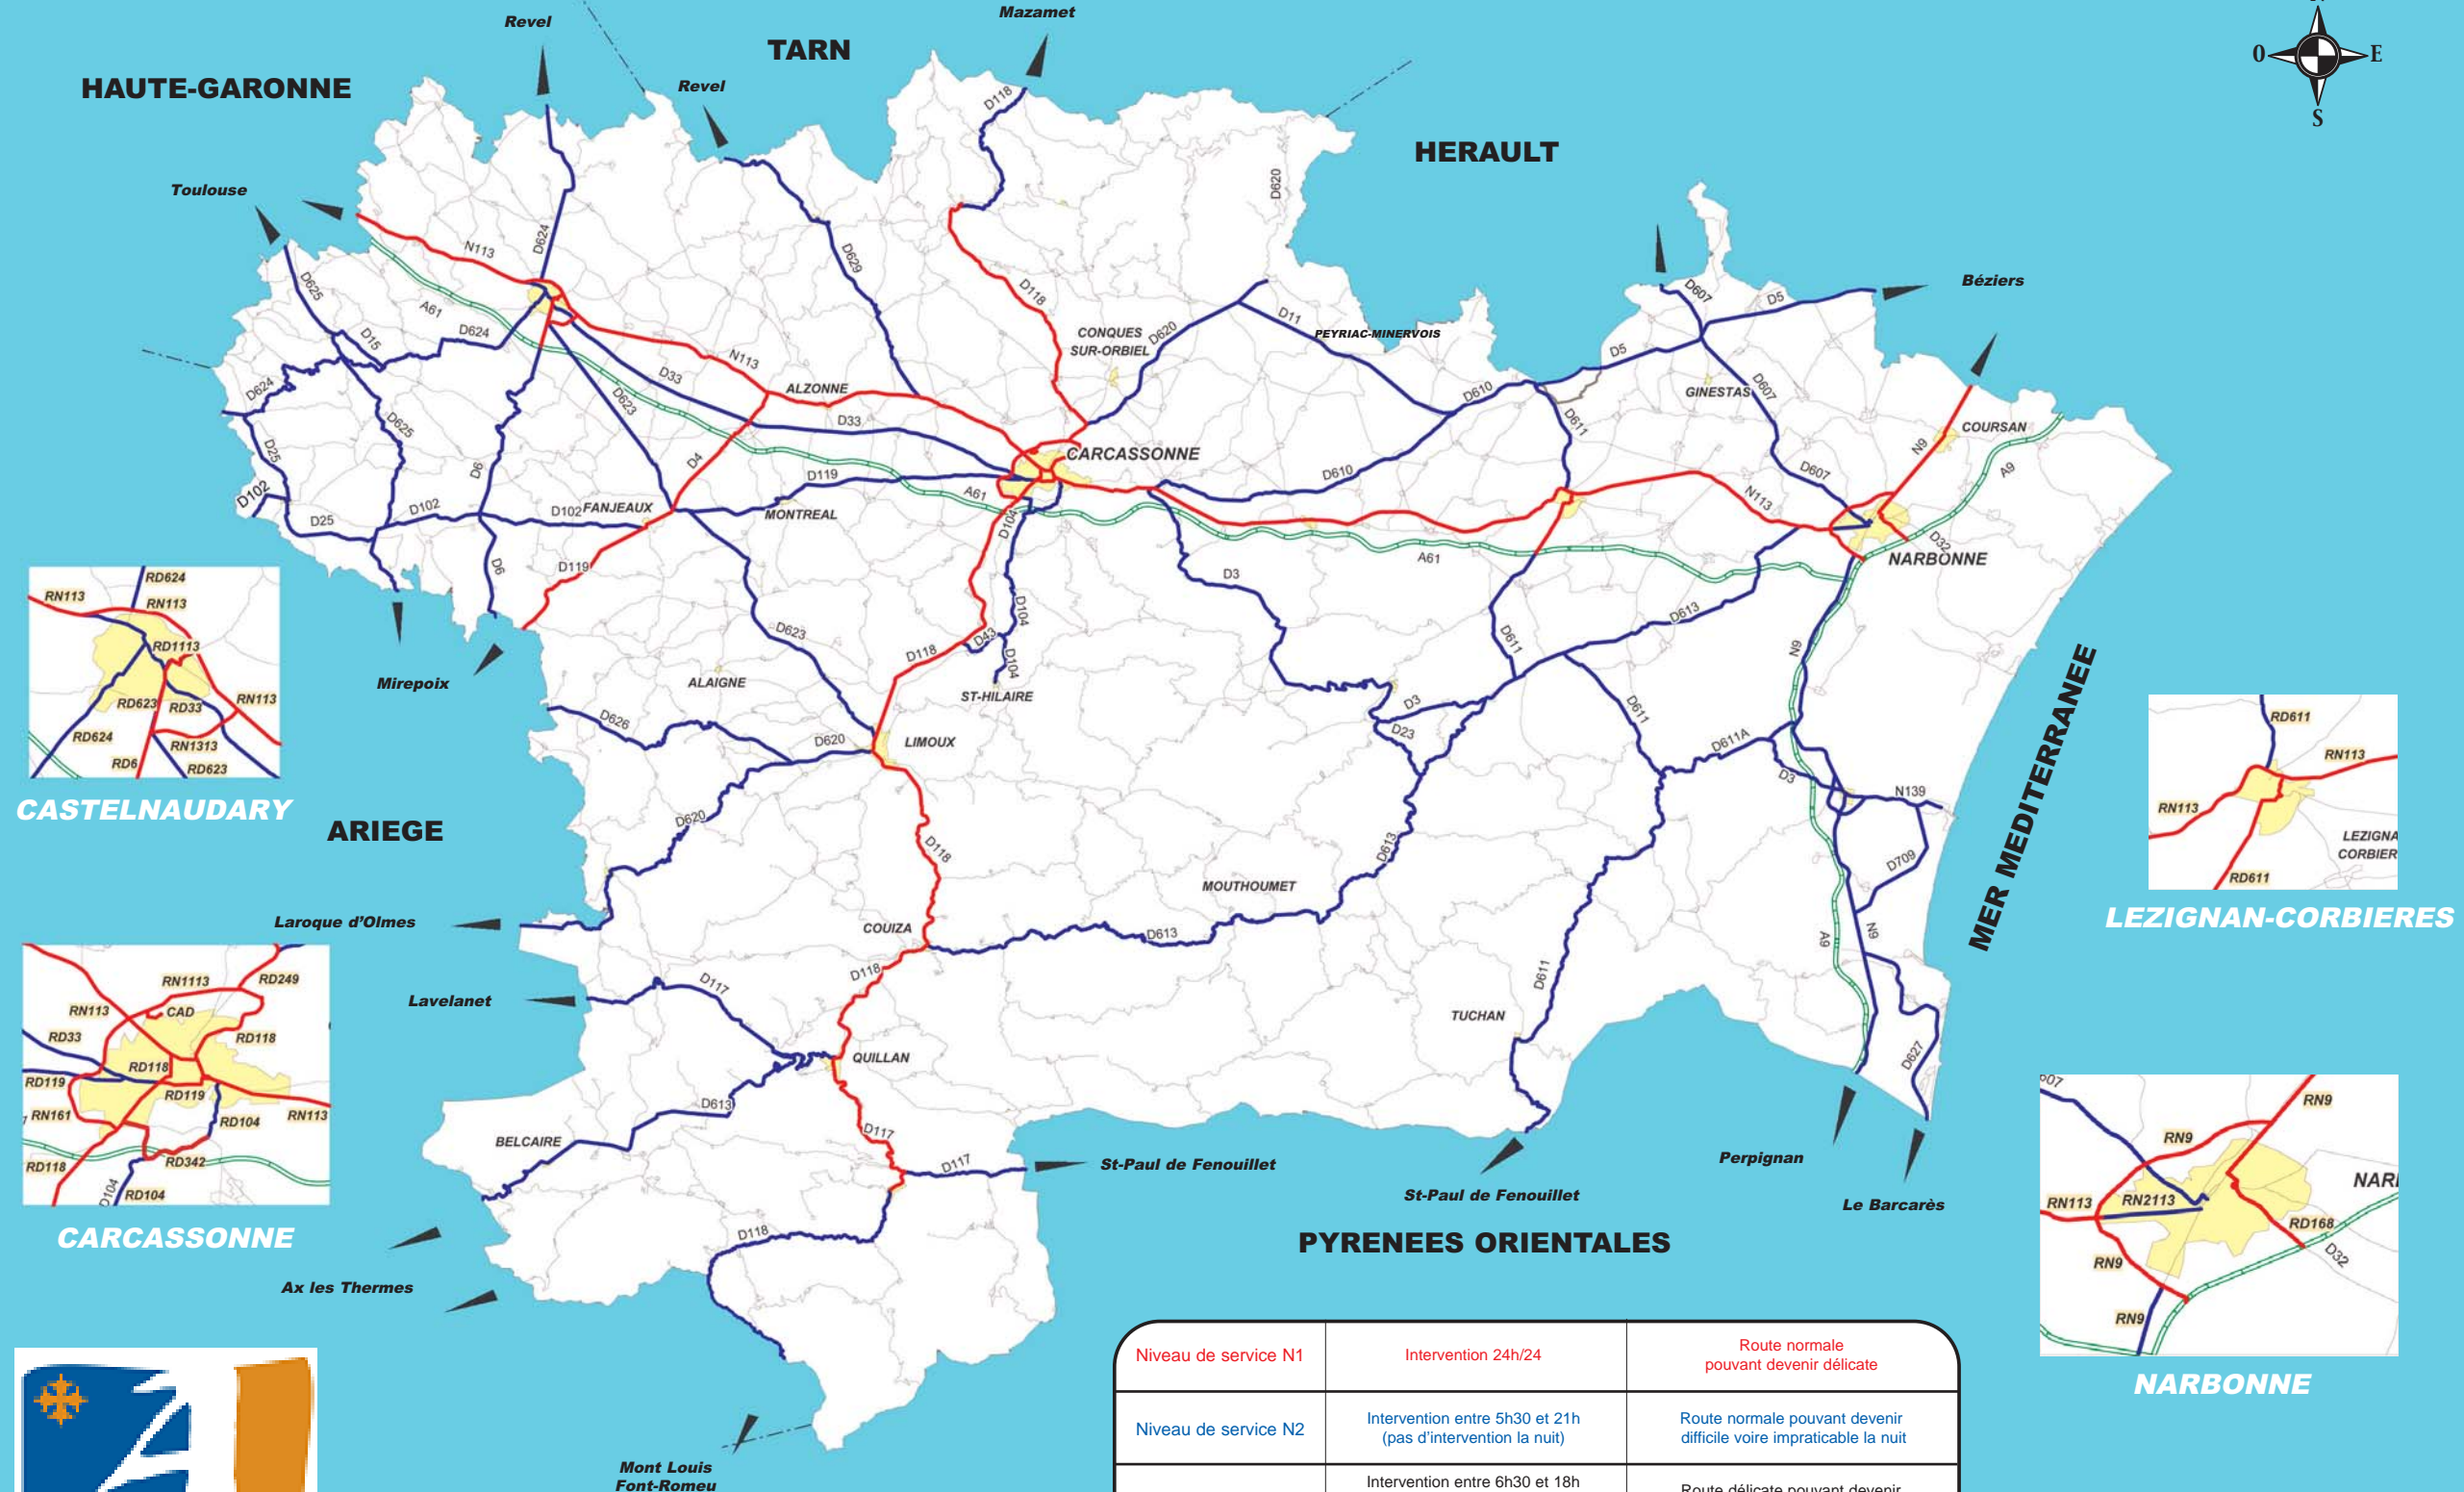 Revel
Mazamet
TARN
HAUTE-GARONNE
Revel
O
E
S
HERAULT
Toulouse
D118
D620
N113
D624
D629
D625
A61
D624
D15
D118
CONQUES
SUR-ORBIEL
D620
D11
PEYRIAC-MINERVOIS
D607
D5
Béziers
D5
D607
GINESTAS
N113
D33
D623
ALZONNE
D33
D610
D611
COURSAN
N9
A9
D624
D625
D25
D102
D6
D4
D119
CARCASSONNE
D610
D607
N113
D25
D102
D102
FANJEAUX
MONTREAL
A61
D104
A61
D32
NARBONNE
D6
D119
D3
D104
D613
D623
D43
D118
D104
D611
N9
Mirepoix
ALAIGNE
ST-HILAIRE
D626
D620
LIMOUX
D3
D23
D611
D611A
D3
N139
D709
MER MEDITERRANEE
RD624
RN113
RN113
RD1113
RD623
RD33
RN113
RD624
RN1313
RD6
RD623
CASTELNAUDARY
ARIEGE
D620
D118
D613
MOUTHOUMET
RD611
RN113
RN113
LEZIGNA
CORBIER
RD611
LEZIGNAN-CORBIERES
Laroque d'Olmes
COUIZA
D613
D118
A9
N9
D611
Lavelanet
D117
TUCHAN
D627
QUILLAN
D613
D117
BELCAIRE
D117
St-Paul de Fenouillet
St-Paul de Fenouillet
Perpignan
Le Barcarès
RN1113
RD249
RN113
CAD
RD33
RD118
RD118
RD119
RD119
RN161
RD104
RN113
RD118
RD342
D104
RD104
CARCASSONNE
D118
PYRENEES ORIENTALES
Ax les Thermes
RN9
RN9
NAR
RN113
RN2113
RD168
D32
RN9
RN9
NARBONNE
Mont Louis
Font-Romeu
Niveau de service N1
Intervention 24h/24
Route normale
pouvant devenir délicate
Niveau de service N2
Intervention entre 5h30 et 21h
(pas d'intervention la nuit)
Route normale pouvant devenir
difficile voire impraticable la nuit
Intervention entre 6h30 et 18h
Route délicate pouvant devenir